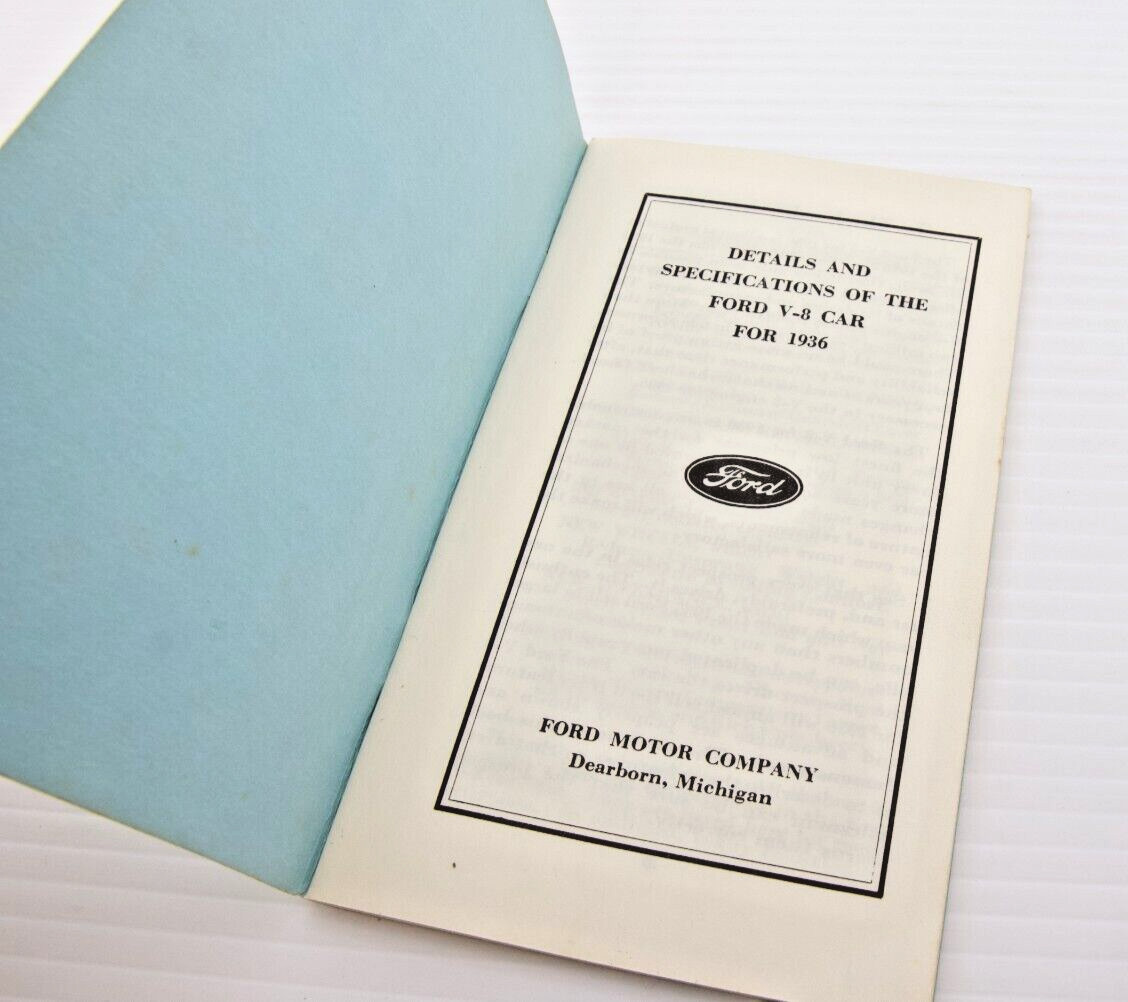 DETAILS AND
SPECIFICATIONS OF THE
FORD V-8 CAR
FOR 1936
Ford
FORD MOTOR COMPANY
Dearborn, Michigan